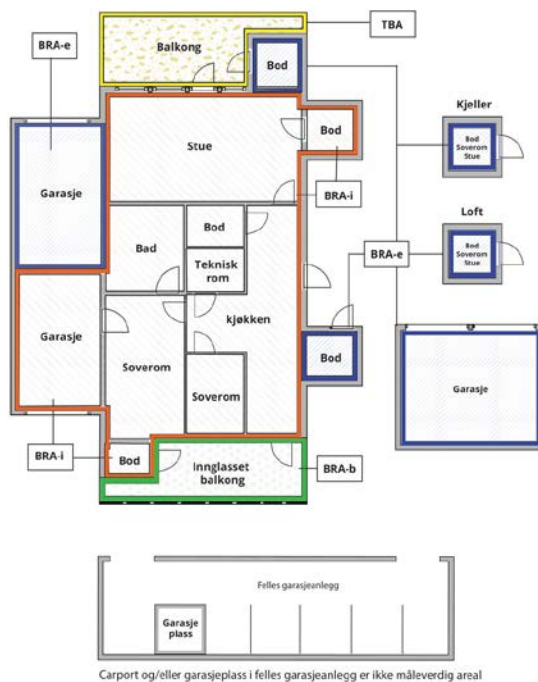 TBA
BRA-e
Balkong
Bod
Kjeller
Bod
Soverom
Stue
Stue
Bod
Garasje
BRA-i
Loft
Bad
Bod
Teknisk
rom
BRA-e
Bod
Soverom
Stue
Garasje
kjøkken
Soverom
Soverom
Bod
Garasje
BRA-i
Bod
Innglasset
balkong
BRA-b
Felles garasjeanlegg
Garasje
plass
Carport og/eller garasjeplass i felles garasjeanlegg er ikke måleverdig areal